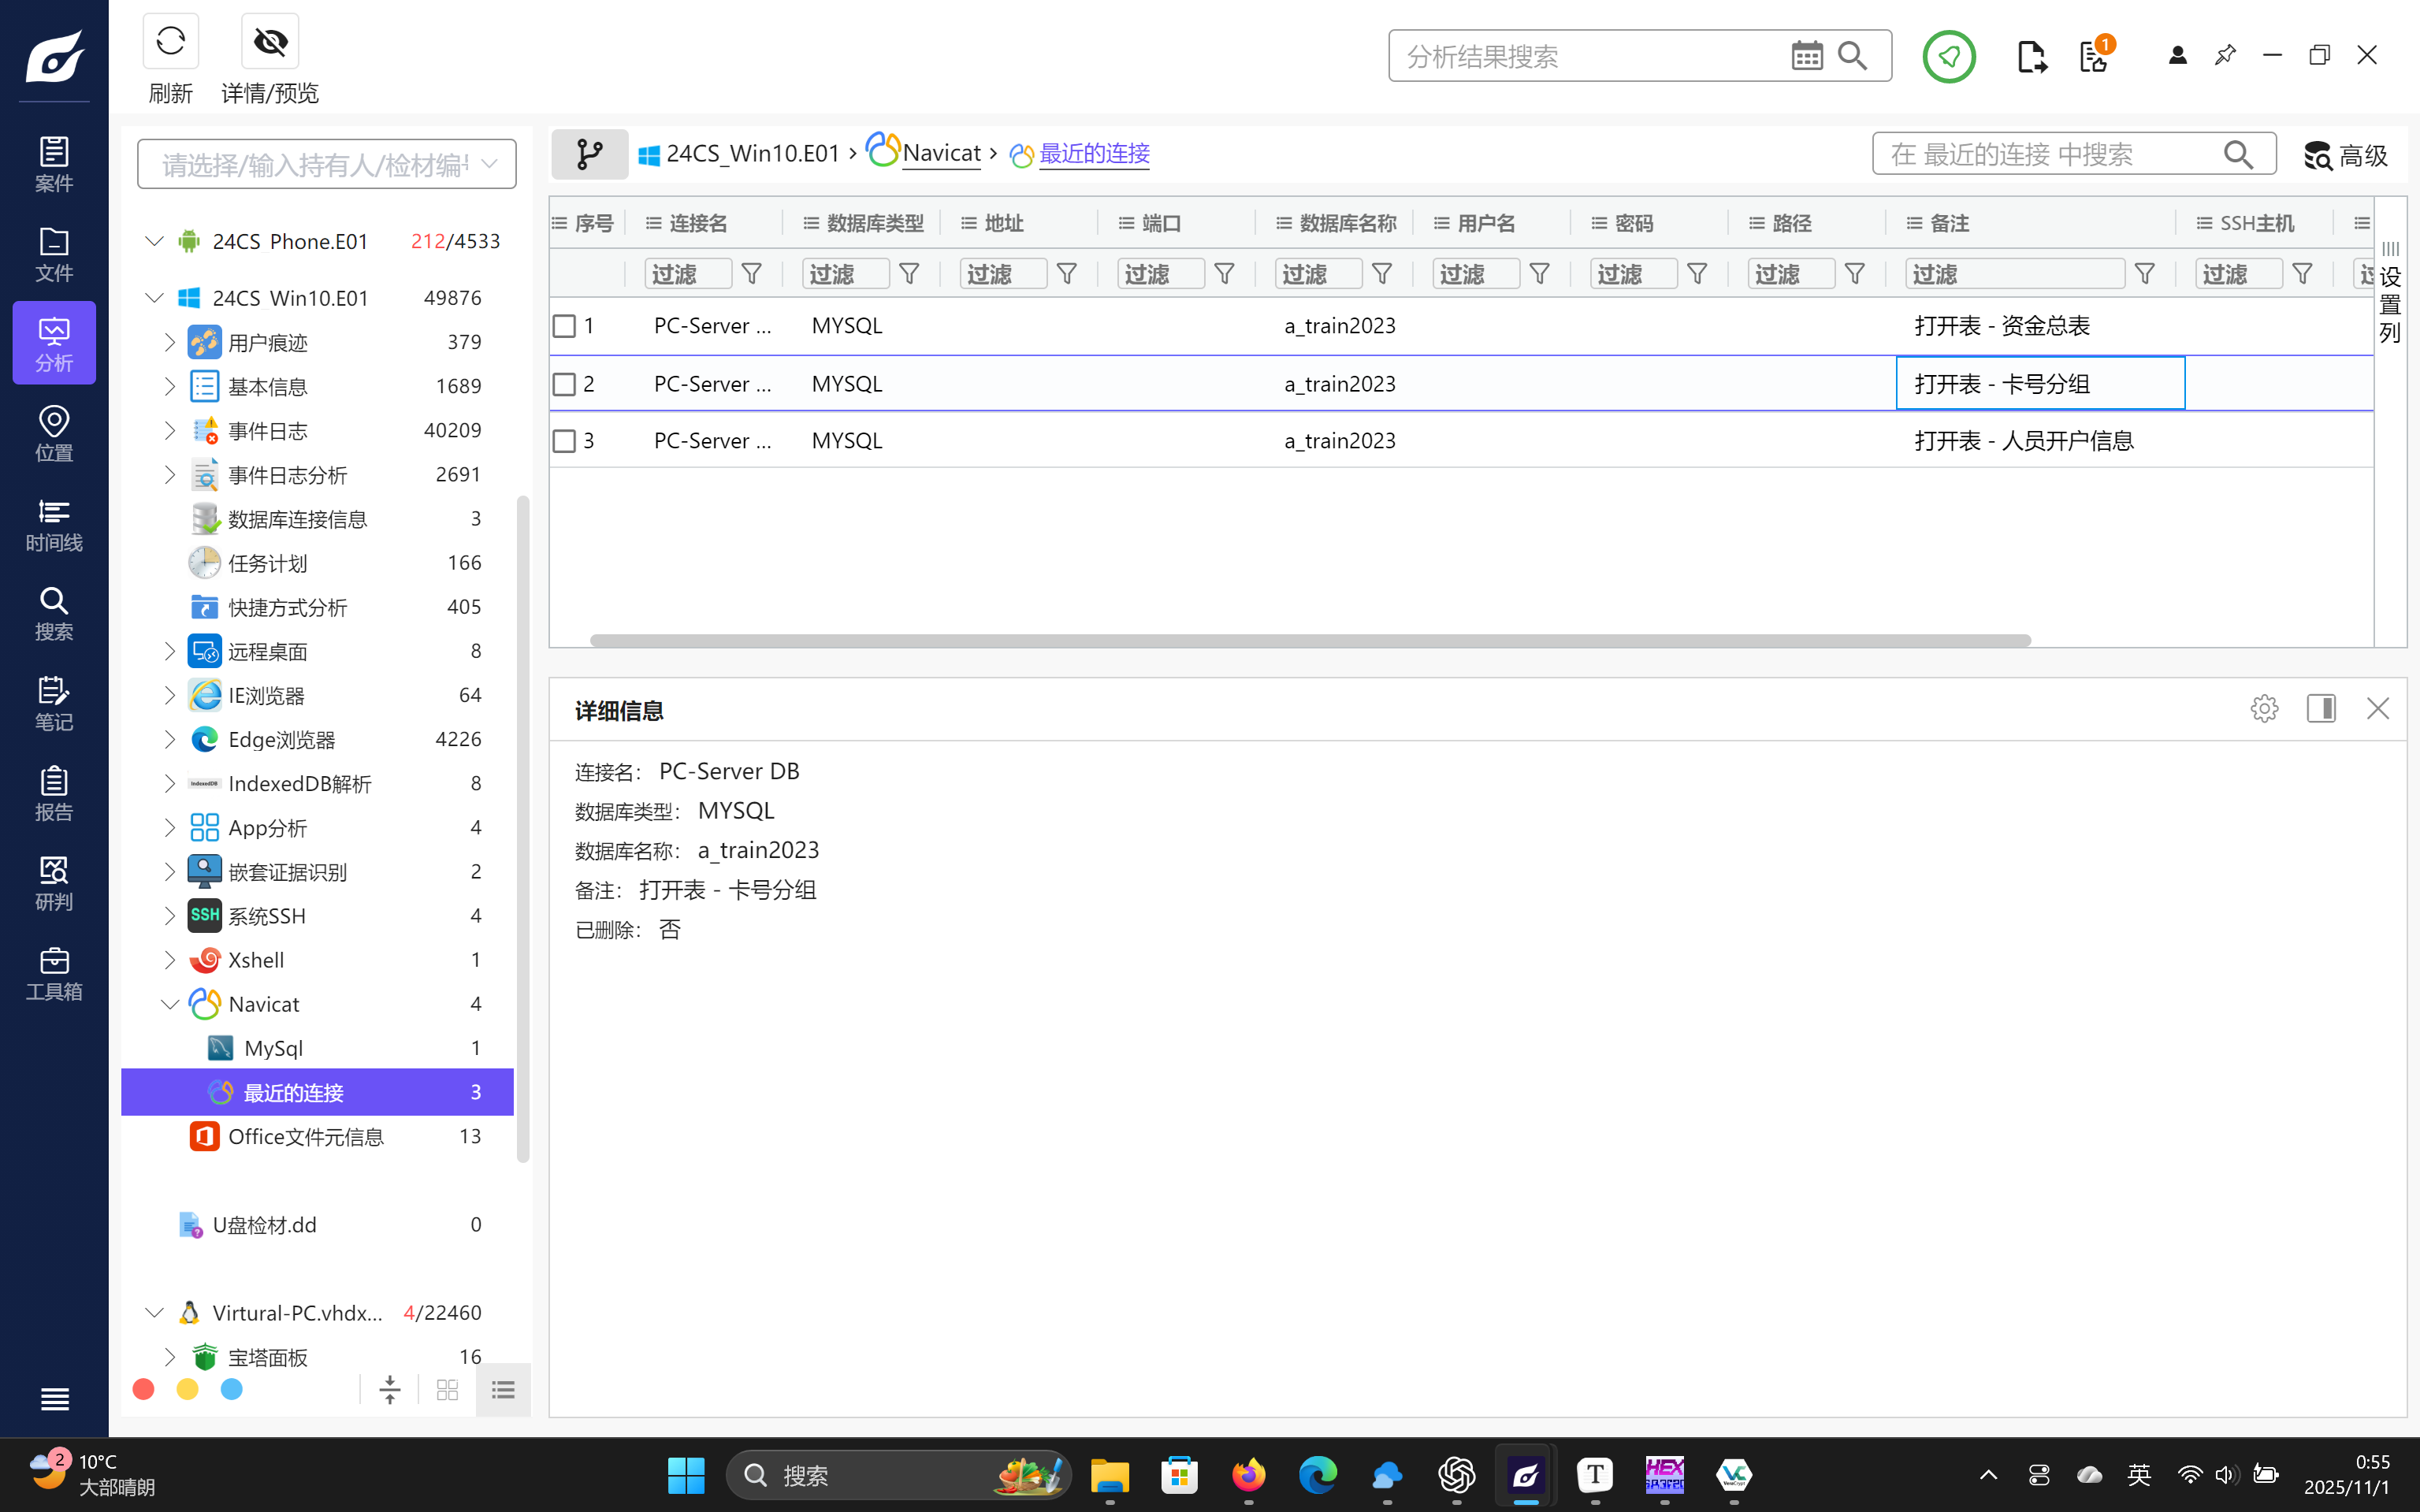 刷新
详情/预览
分析结果搜索
1
案件
文件
分析
位置
时间线
搜索
笔记
报告
研判
工具箱
请选择/输入持有人/检材编号
24CS Phone.E01 212/4533
24CS Win10.E01 49876
用户痕迹 379
基本信息 1689
事件日志 40209
事件日志分析 2691
数据库连接信息 3
任务计划 166
快捷方式分析 405
远程桌面 8
IE浏览器 64
Edge浏览器 4226
IndexedDB
IndexedDB解析 8
App分析 4
嵌套证据识别 2
SSH 系统SSH 4
Xshell 1
Navicat 4
MySql 1
最近的连接 3
Office文件元信息 13
U盘检材.dd 0
Virtural-PC.vhdx... 4/22460
宝塔面板 16
24CS_Win10.E01 › Navicat › 最近的连接
在 最近的连接 中搜索
高级
序号 连接名 数据库类型 地址 端口 数据库名称 用户名 密码 路径 备注 SSH主机
过滤 过滤 过滤 过滤 过滤 过滤 过滤 过滤 过滤 过滤 过
1 PC-Server ... MYSQL a_train2023 打开表 - 资金总表
2 PC-Server ... MYSQL a_train2023 打开表 - 卡号分组
3 PC-Server ... MYSQL a_train2023 打开表 - 人员开户信息
设置列
详细信息
连接名： PC-Server DB
数据库类型： MYSQL
数据库名称： a_train2023
备注： 打开表 - 卡号分组
已删除： 否
2
10°C
大部晴朗
搜索
T
HEX
VC
英
0:55
2025/11/1